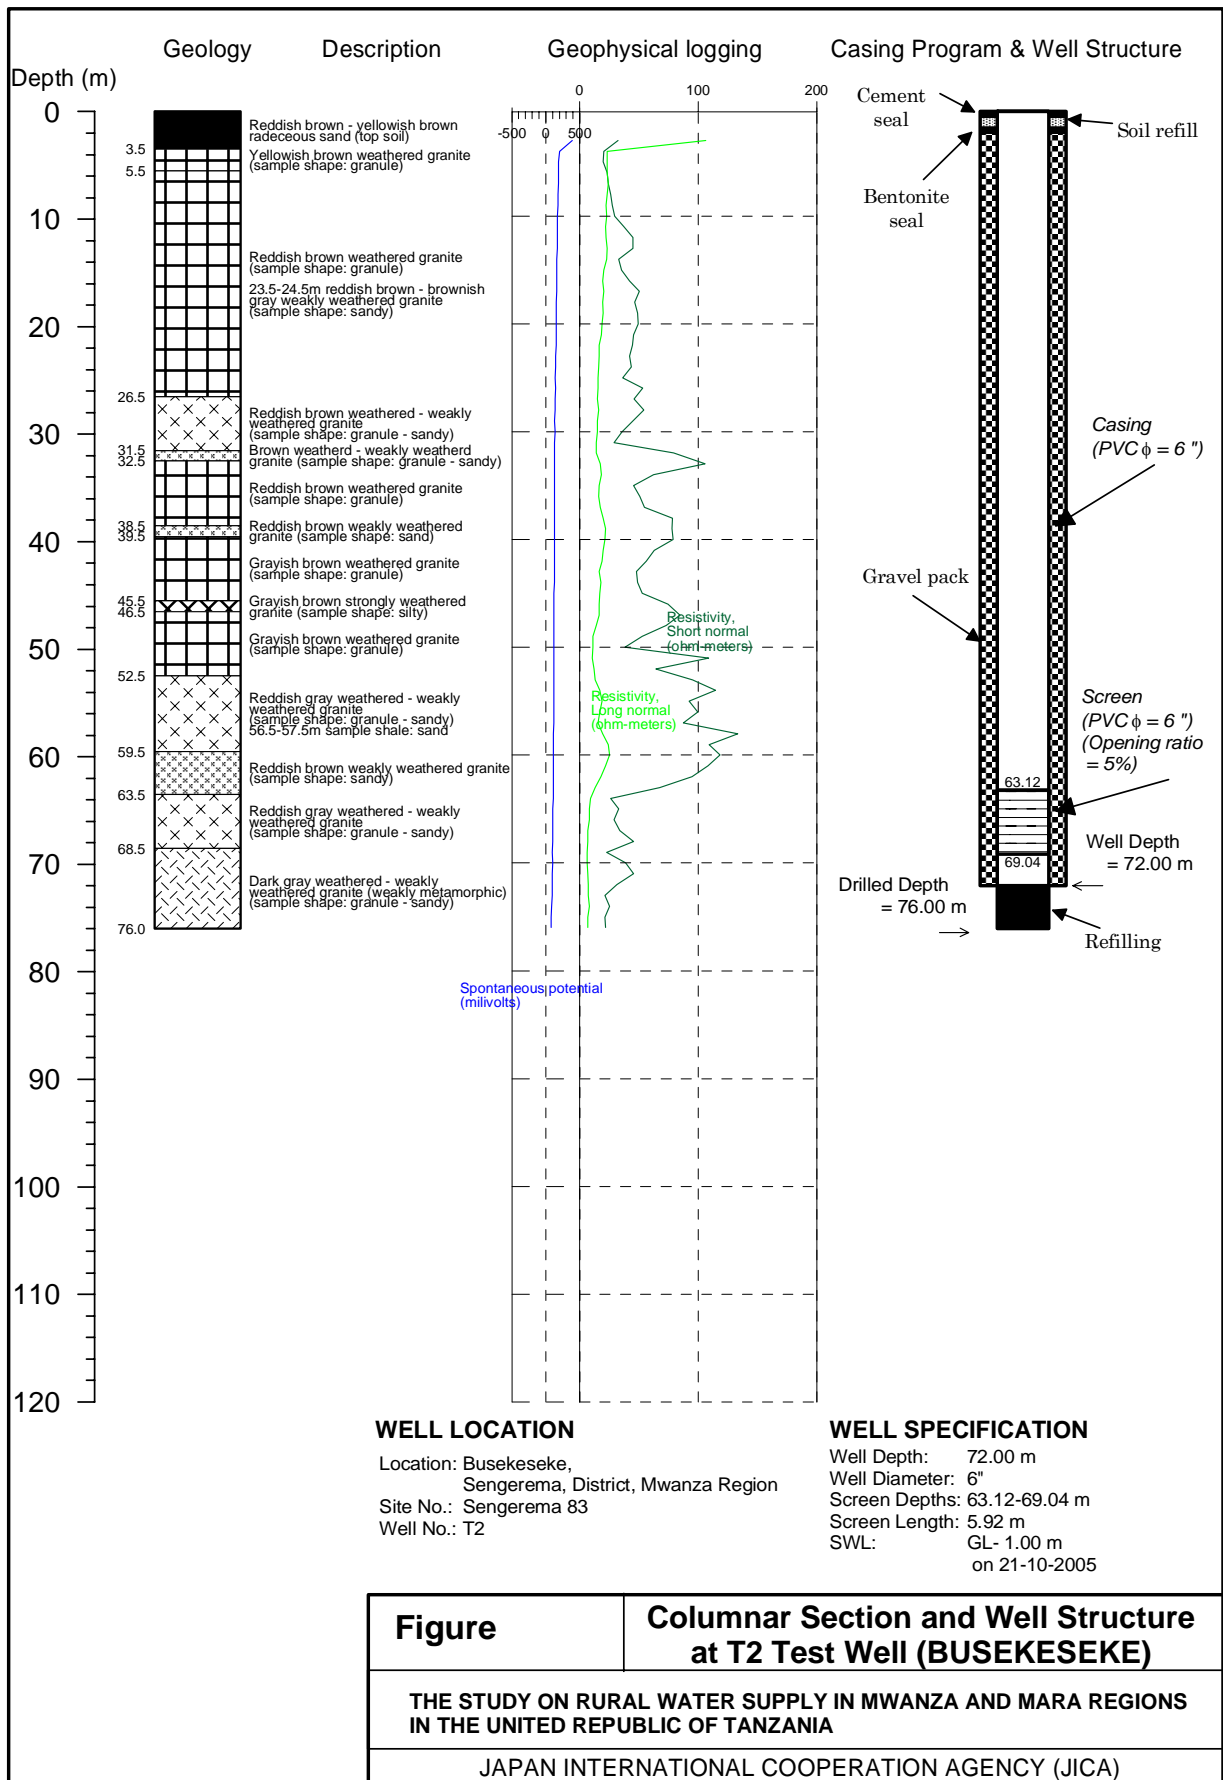 Geology
Description
Geophysical logging
Casing Program & Well Structure
Depth (m)
0
10
20
30
40
50
60
70
80
90
100
110
120
3.5
5.5
26.5
31.5
32.5
38.5
39.5
45.5
46.5
52.5
59.5
63.5
68.5
76.0
Reddish brown - yellowish brown
radeceous sand (top soil)
Yellowish brown weathered granite
(sample shape: granule)
Reddish brown weathered granite
(sample shape: granule)
23.5-24.5m reddish brown - brownish
gray weakly weathered granite
(sample shape: sandy)
Reddish brown weathered - weakly
weathered granite
(sample shape: granule - sandy)
Brown weatherd - weakly weatherd
granite (sample shape: granule - sandy)
Reddish brown weathered granite
(sample shape: granule)
Reddish brown weakly weathered
granite (sample shape: sand)
Grayish brown weathered granite
(sample shape: granule)
Grayish brown strongly weathered
granite (sample shape: silty)
Grayish brown weathered granite
(sample shape: granule)
Reddish gray weathered - weakly
weathered granite
(sample shape: granule - sandy)
56.5-57.5m sample shale: sand
Reddish brown weakly weathered granite
(sample shape: sandy)
Reddish gray weathered - weakly
weathered granite
(sample shape: granule - sandy)
Dark gray weathered - weakly
weathered granite (weakly metamorphic)
(sample shape: granule - sandy)
0 100 200
-500 0 500
Resistivity,
Short normal
(ohm-meters)
Resistivity,
Long normal
(ohm-meters)
Spontaneous potential
(milivolts)
Cement
seal
Soil refill
Bentonite
seal
Casing
(PVC ϕ = 6 ")
Gravel pack
Screen
(PVC ϕ = 6 ")
(Opening ratio
= 5%)
63.12
69.04
Well Depth
= 72.00 m
Drilled Depth
= 76.00 m
Refilling
WELL LOCATION
Location: Busekeseke,
Sengerema, District, Mwanza Region
Site No.: Sengerema 83
Well No.: T2
WELL SPECIFICATION
Well Depth: 72.00 m
Well Diameter: 6"
Screen Depths: 63.12-69.04 m
Screen Length: 5.92 m
SWL: GL- 1.00 m
on 21-10-2005
Figure
Columnar Section and Well Structure
at T2 Test Well (BUSEKESEKE)
THE STUDY ON RURAL WATER SUPPLY IN MWANZA AND MARA REGIONS
IN THE UNITED REPUBLIC OF TANZANIA
JAPAN INTERNATIONAL COOPERATION AGENCY (JICA)